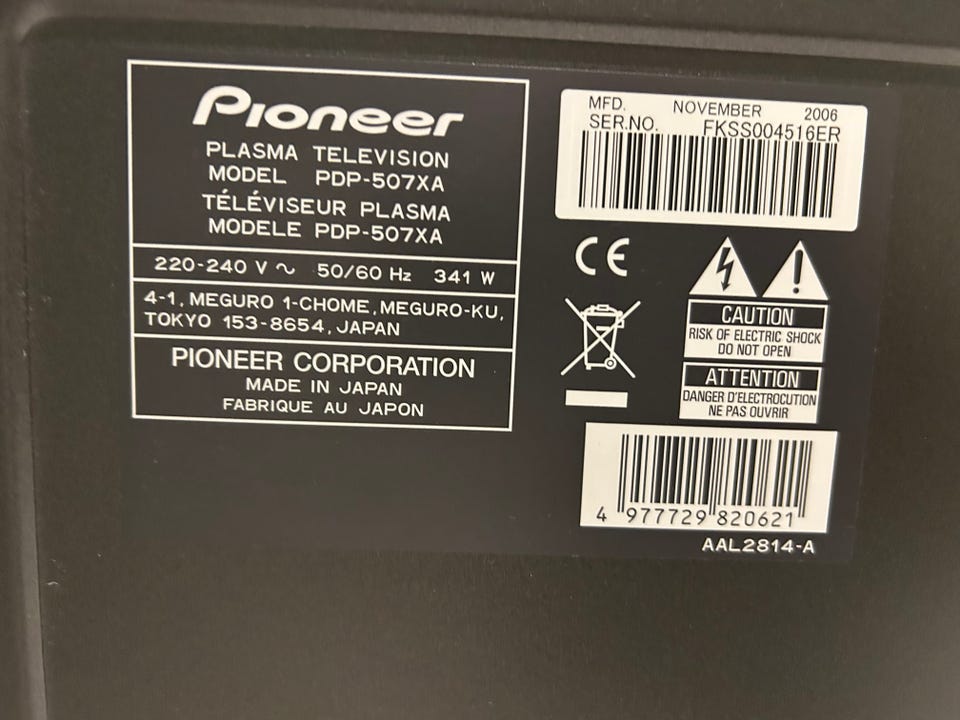 Pioneer
PLASMA TELEVISION
MODEL PDP-507XA
TÉLÉVISEUR PLASMA
MODELE PDP-507XA
220-240 V ∿ 50/60 Hz 341 W
4-1, MEGURO 1-CHOME, MEGURO-KU,
TOKYO 153-8654, JAPAN
PIONEER CORPORATION
MADE IN JAPAN
FABRIQUE AU JAPON
MFD. NOVEMBER 2006
SER.NO. FKSS004516ER
CE
CAUTION
RISK OF ELECTRIC SHOCK
DO NOT OPEN
ATTENTION
DANGER D'ELECTROCUTION
NE PAS OUVRIR
4 977729 820621
AAL2814-A